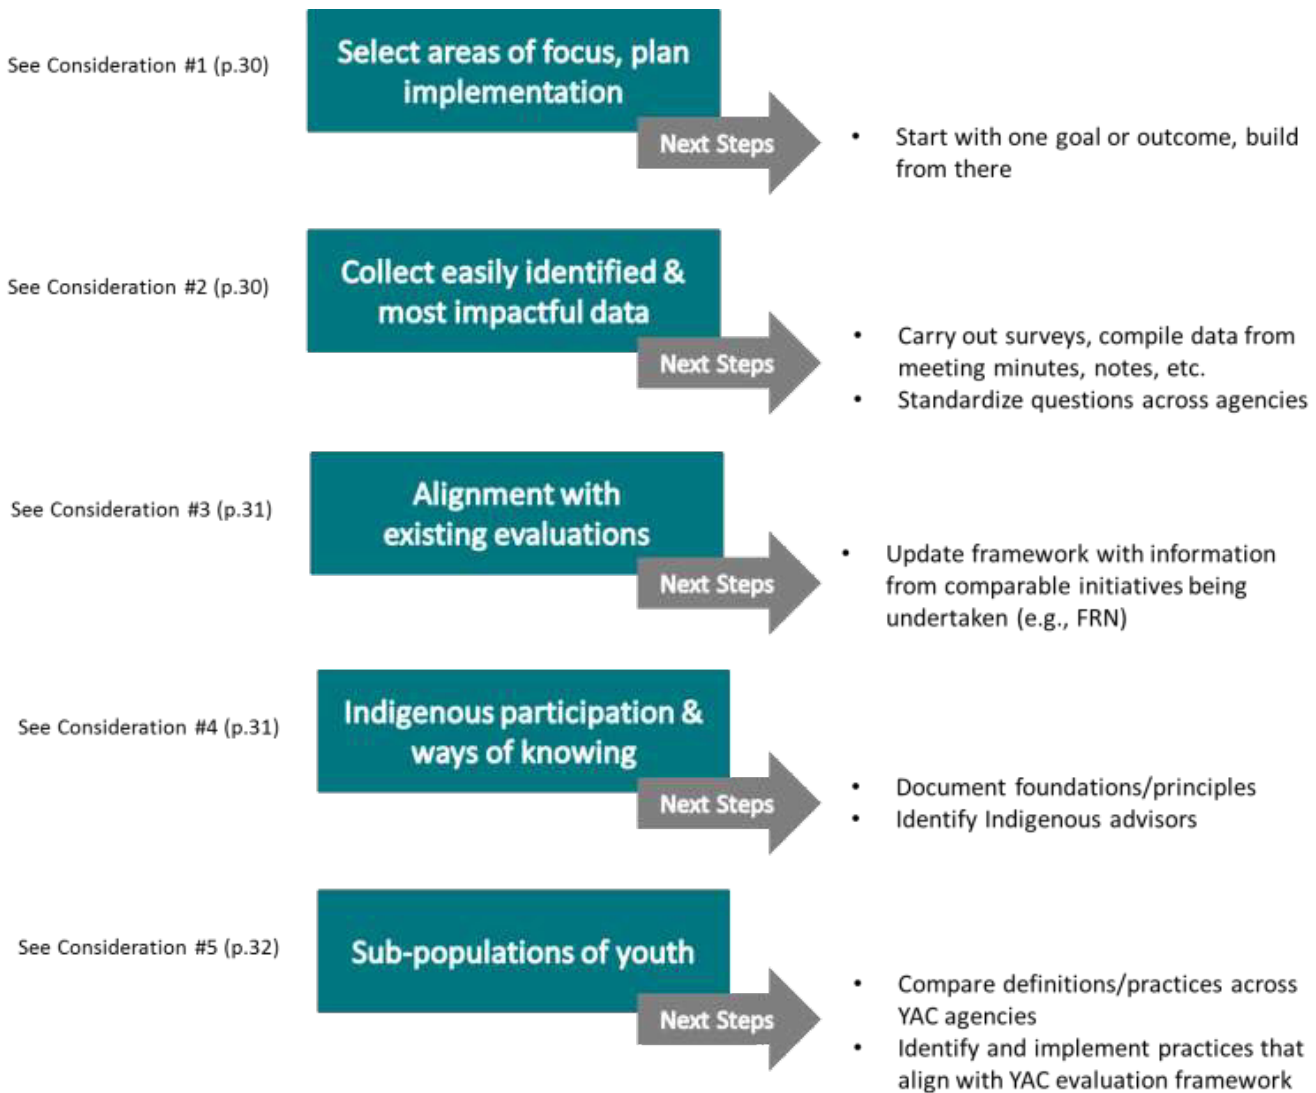 See Consideration #1 (p.30)
Select areas of focus, plan
implementation
Next Steps
• Start with one goal or outcome, build
from there
See Consideration #2 (p.30)
Collect easily identified &
most impactful data
Next Steps
• Carry out surveys, compile data from
meeting minutes, notes, etc.
• Standardize questions across agencies
See Consideration #3 (p.31)
Alignment with
existing evaluations
Next Steps
• Update framework with information
from comparable initiatives being
undertaken (e.g., FRN)
See Consideration #4 (p.31)
Indigenous participation &
ways of knowing
Next Steps
• Document foundations/principles
• Identify Indigenous advisors
See Consideration #5 (p.32)
Sub-populations of youth
Next Steps
• Compare definitions/practices across
YAC agencies
• Identify and implement practices that
align with YAC evaluation framework